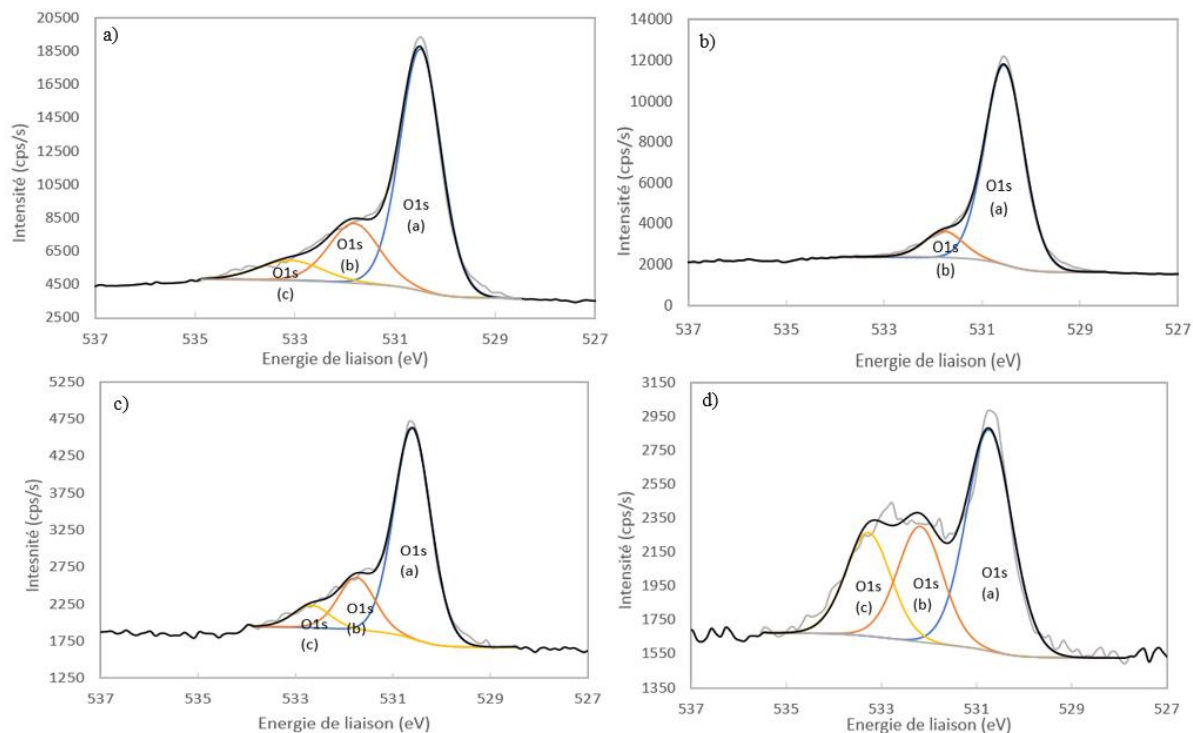 a)
20500
18500
16500
14500
12500
10500
8500
6500
4500
2500
Intensité (cps/s)
O1s
(a)
O1s
(b)
O1s
(c)
537
535
533
531
529
527
Energie de liaison (eV)
b)
14000
12000
10000
8000
6000
4000
2000
0
Intensité (cps/s)
O1s
(a)
O1s
(b)
537
535
533
531
529
527
Energie de liaison (eV)
c)
5250
4750
4250
3750
3250
2750
2250
1750
1250
Intesnité (cps/s)
O1s
(a)
O1s
(b)
O1s
(c)
537
535
533
531
529
527
Energie de liaison (eV)
d)
3150
2950
2750
2550
2350
2150
1950
1750
1550
1350
Intensité (cps/s)
O1s
(a)
O1s
(b)
O1s
(c)
537
535
533
531
529
527
Energie de liaison (eV)